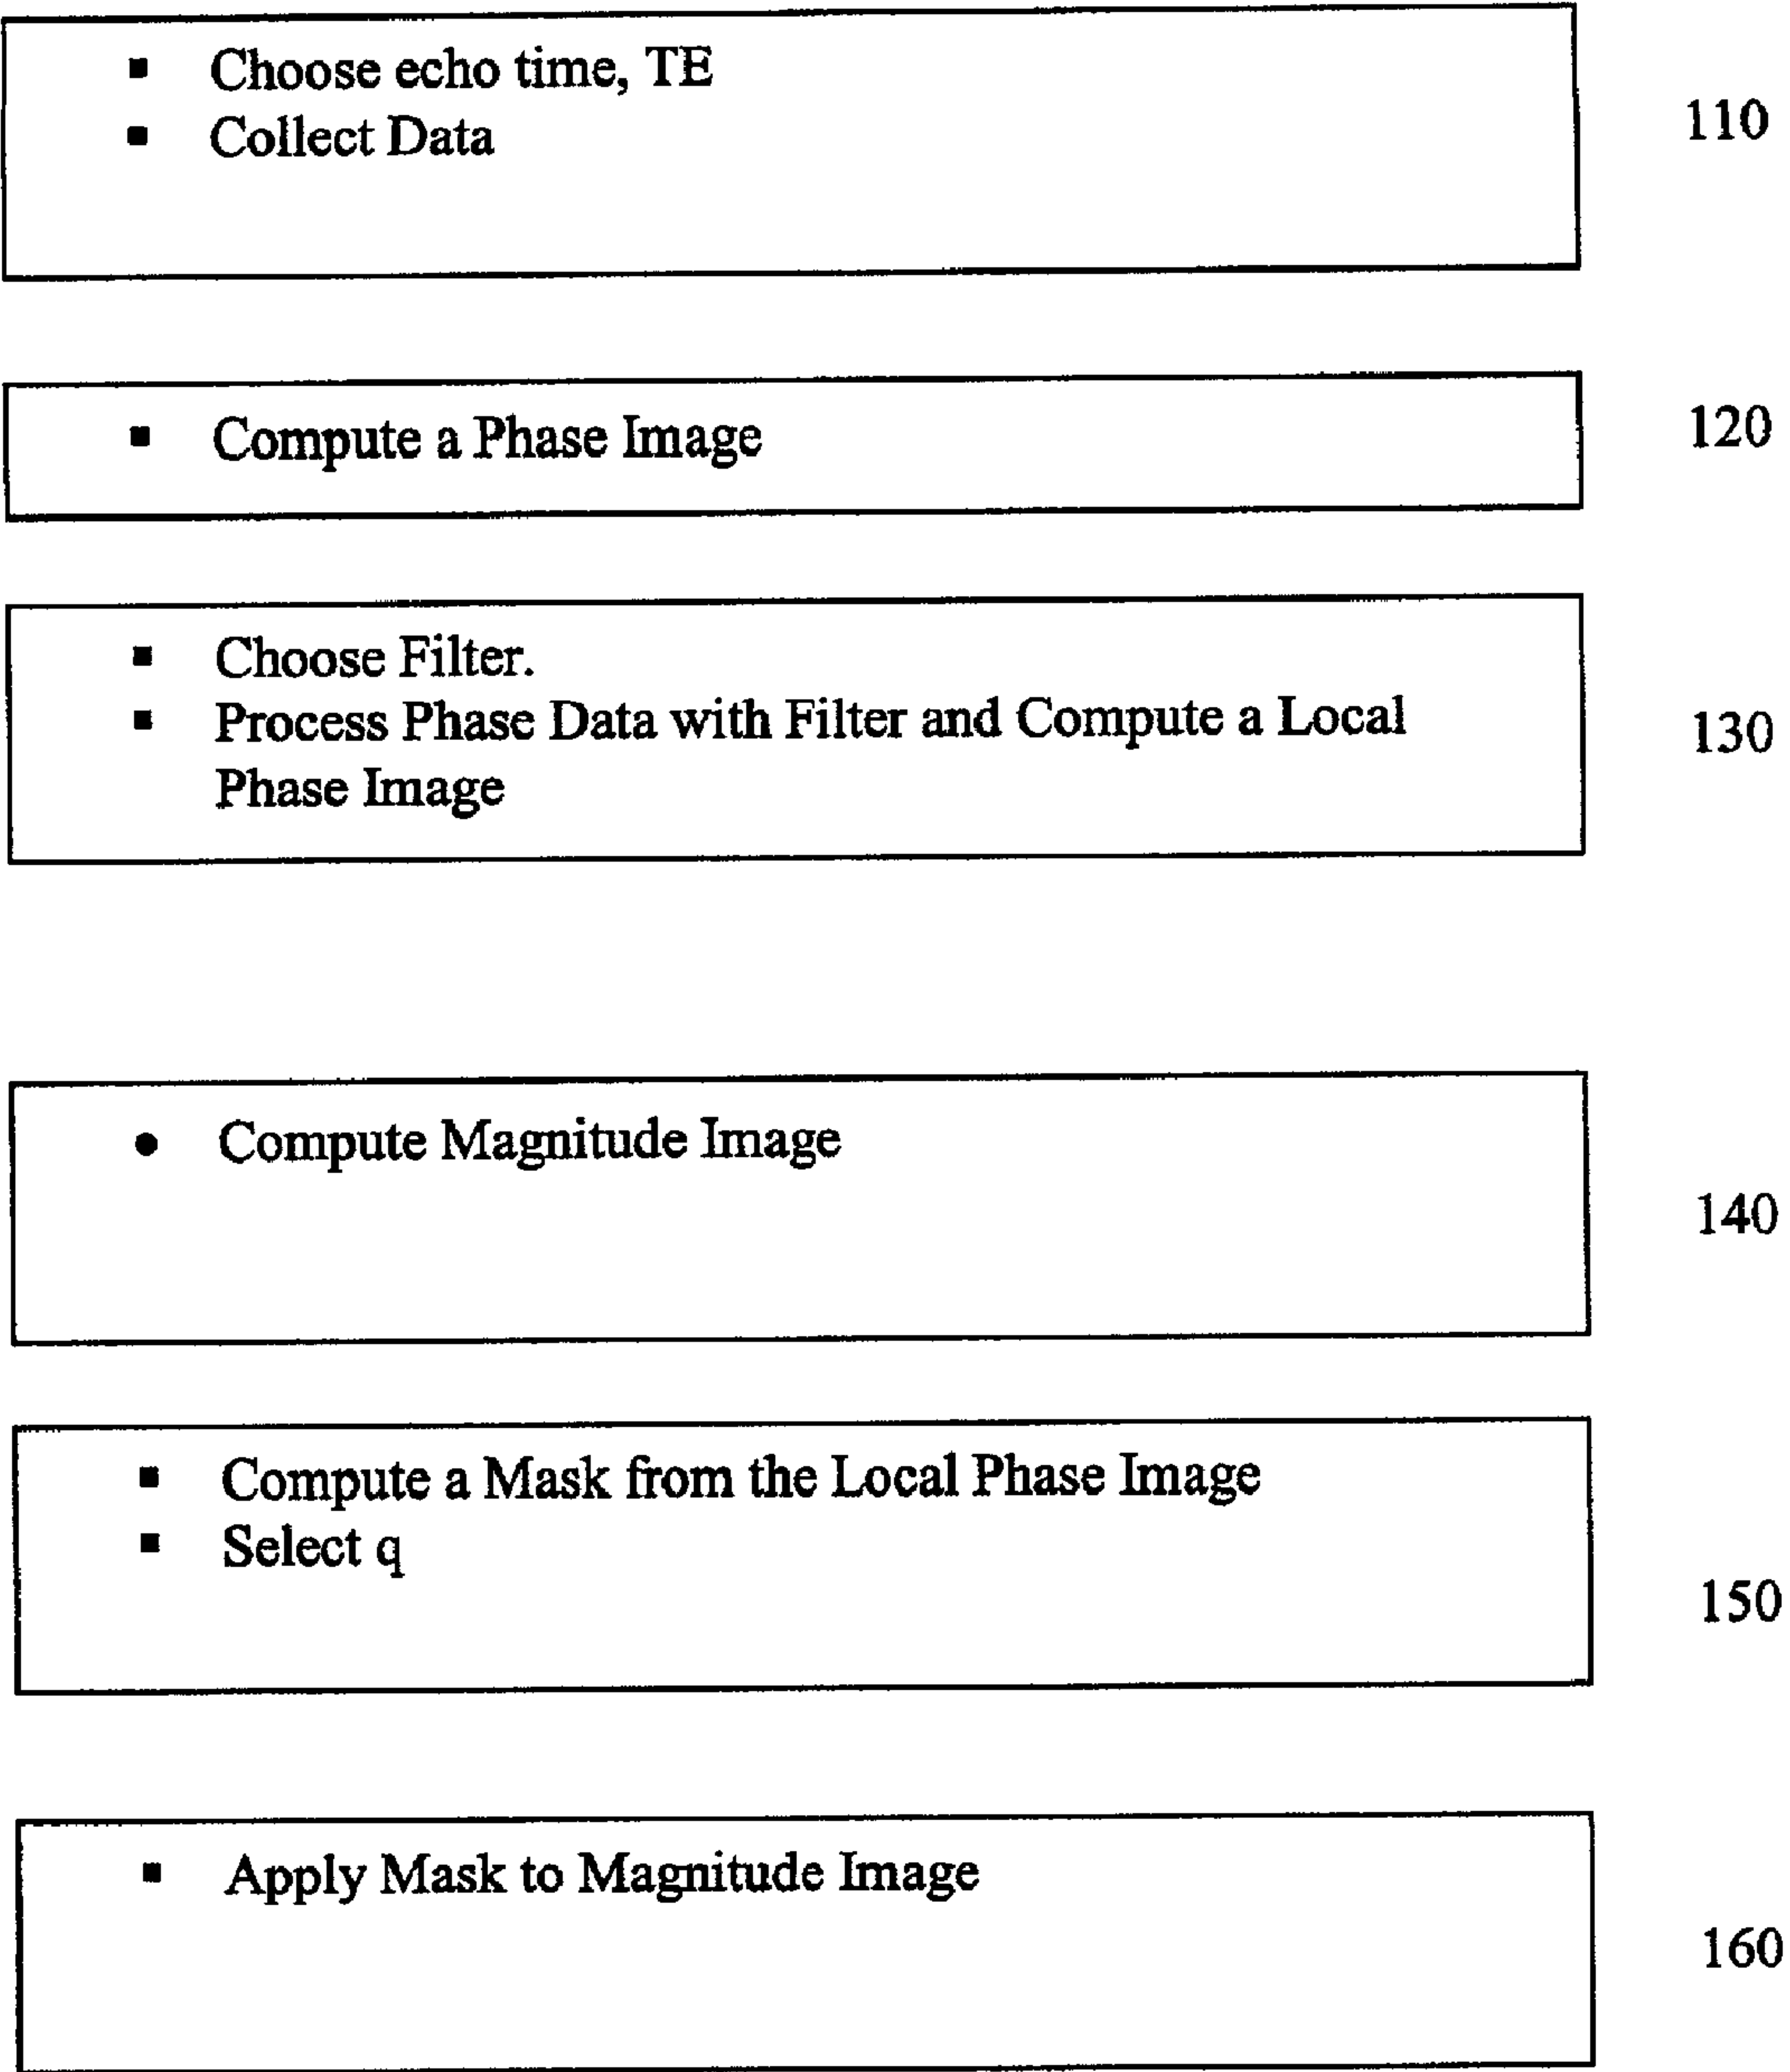 ▪ Choose echo time, TE
▪ Collect Data
110
▪ Compute a Phase Image
120
▪ Choose Filter.
▪ Process Phase Data with Filter and Compute a Local
Phase Image
130
• Compute Magnitude Image
140
▪ Compute a Mask from the Local Phase Image
▪ Select q
150
▪ Apply Mask to Magnitude Image
160